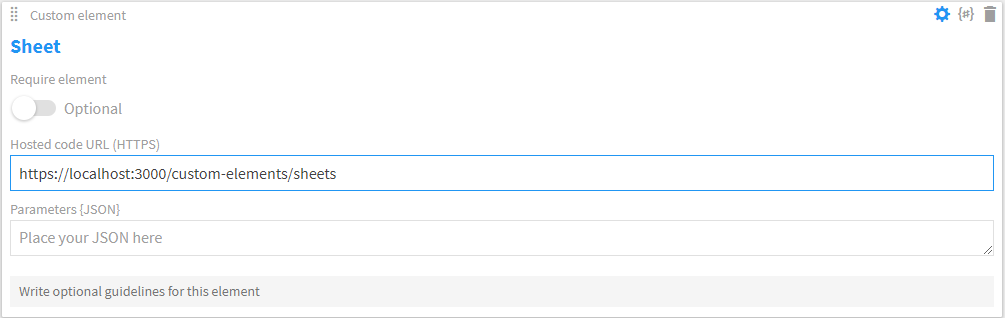 Custom element
{#}
Sheet
Require element
Optional
Hosted code URL (HTTPS)
https://localhost:3000/custom-elements/sheets
Parameters {JSON}
Place your JSON here
Write optional guidelines for this element